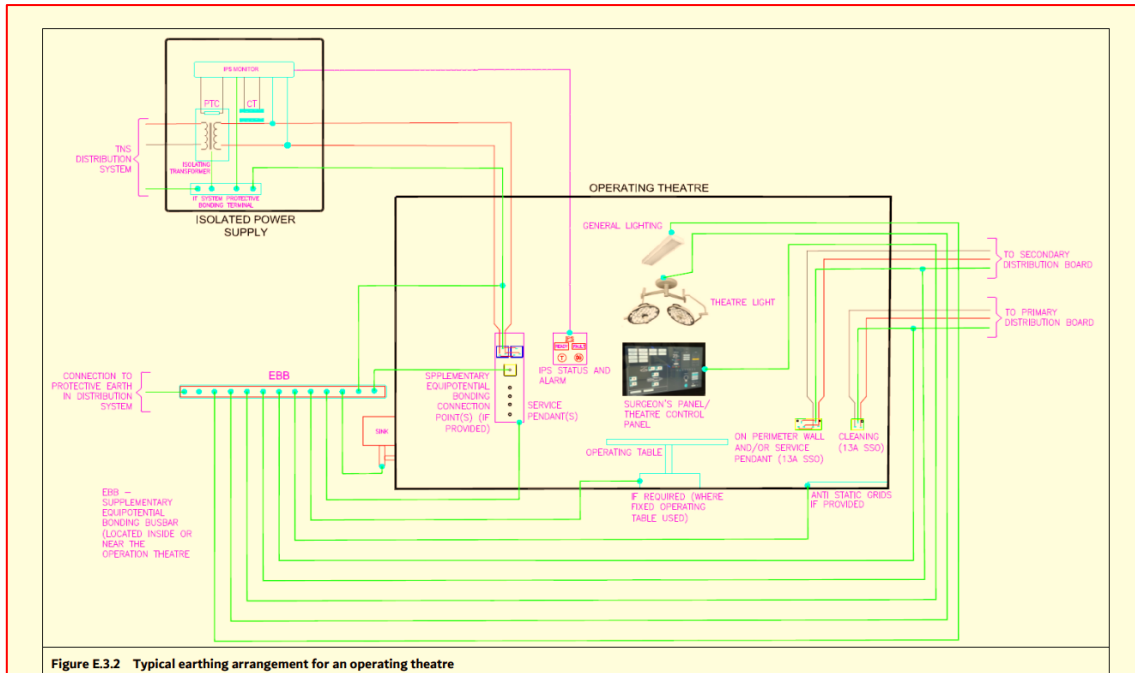 IPS MONITOR
PTC
CT
TNS
DISTRIBUTION
SYSTEM
ISOLATING
TRANSFORMER
IT SYSTEM PROTECTIVE
BONDING TERMINAL
ISOLATED POWER
SUPPLY
OPERATING THEATRE
GENERAL LIGHTING
THEATRE LIGHT
TO SECONDARY
DISTRIBUTION BOARD
TO PRIMARY
DISTRIBUTION BOARD
READY
FAULT
T
IPS STATUS AND
ALARM
SURGEON'S PANEL/
THEATRE CONTROL
PANEL
CONNECTION TO
PROTECTIVE EARTH
IN DISTRIBUTION
SYSTEM
EBB
SPPLEMENTARY
EQUIPOTENTIAL
BONDING
CONNECTION
POINT(S) (IF
PROVIDED)
SERVICE
PENDANT(S)
SINK
OPERATING TABLE
ON PERIMETER WALL
AND/OR SERVICE
PENDANT (13A SSO)
CLEANING
(13A SSO)
IF REQUIRED (WHERE
FIXED OPERATING
TABLE USED)
ANTI STATIC GRIDS
IF PROVIDED
EBB –
SUPPLEMENTARY
EQUIPOTENTIAL
BONDING BUSBAR
(LOCATED INSIDE OR
NEAR THE
OPERATION THEATRE
Figure E.3.2 Typical earthing arrangement for an operating theatre